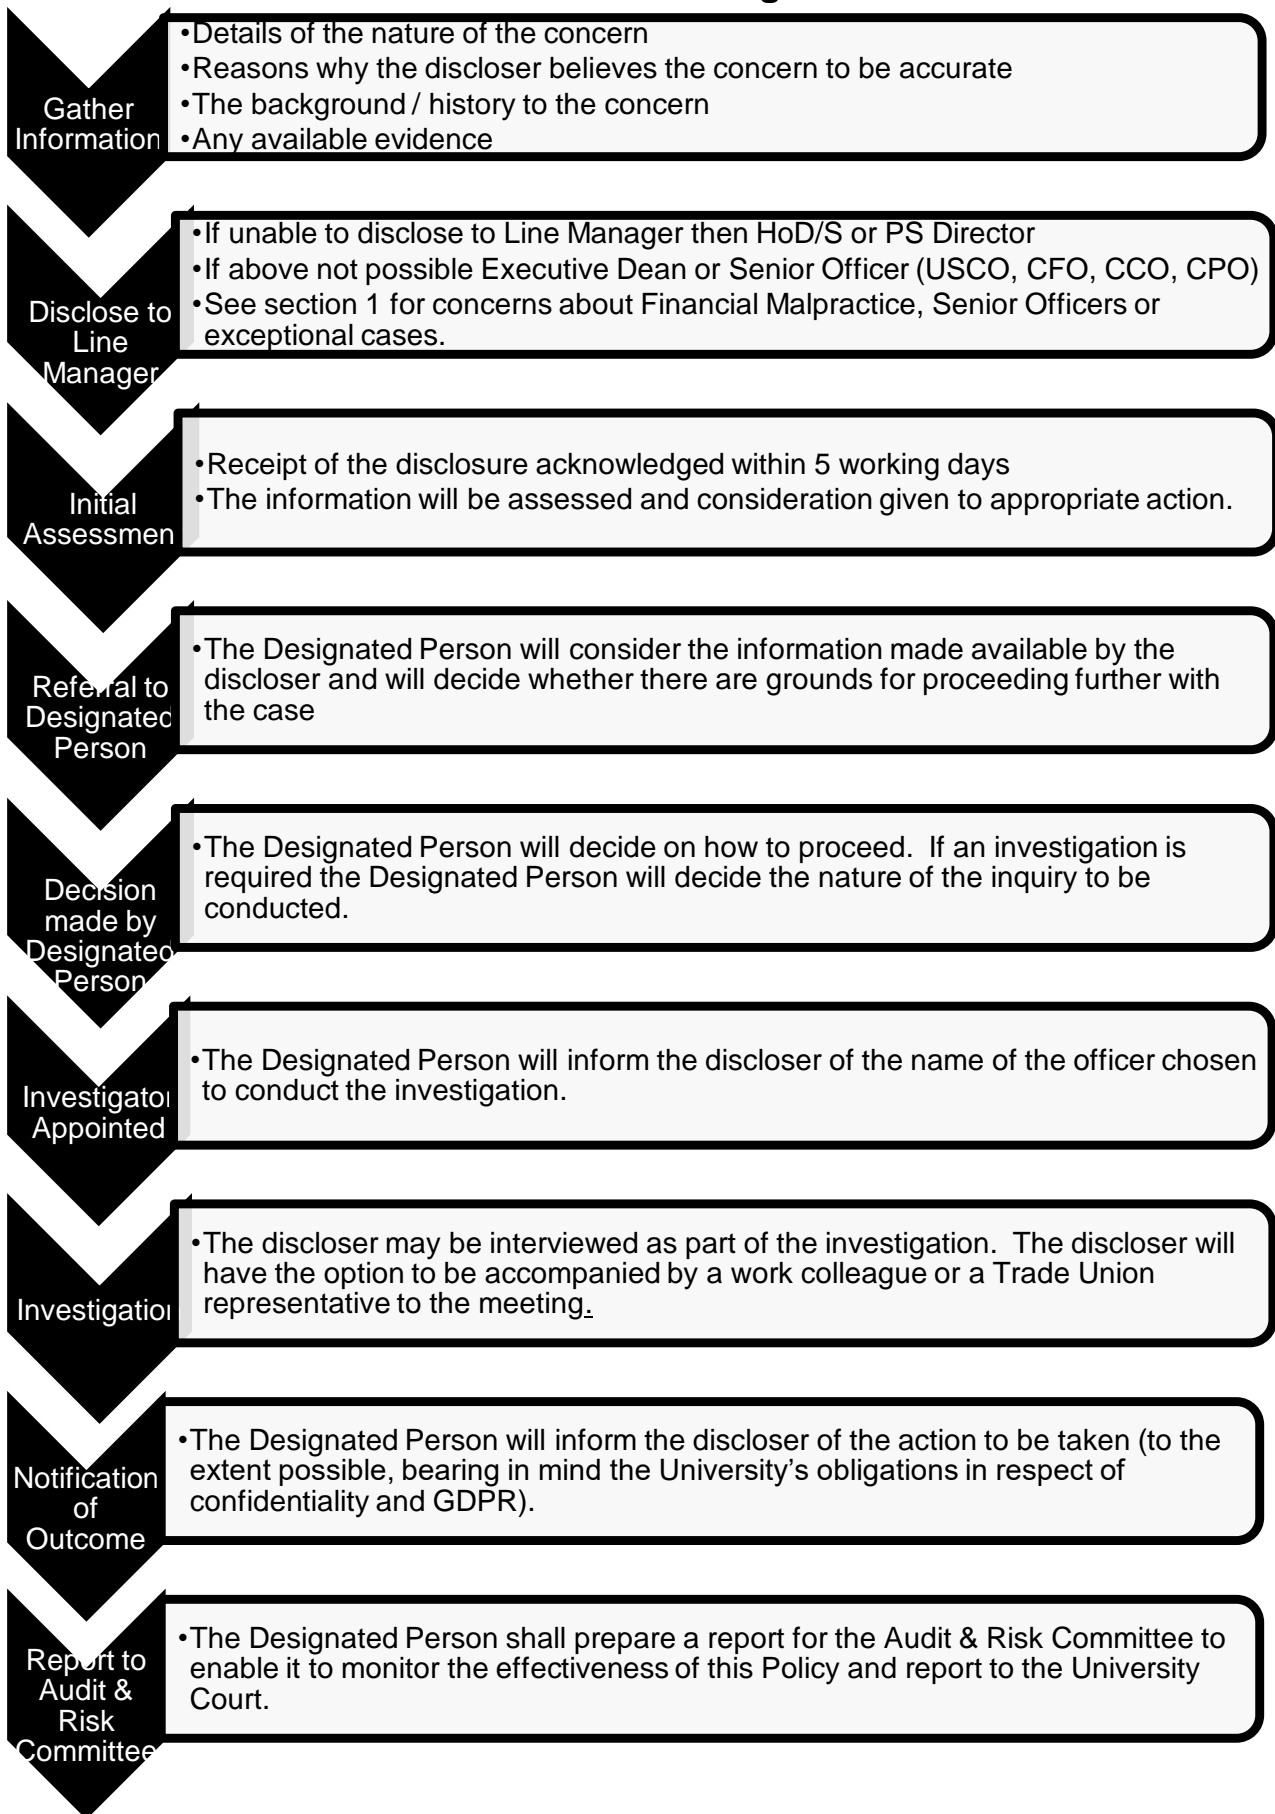 •Details of the nature of the concern
•Reasons why the discloser believes the concern to be accurate
•The background / history to the concern
•Any available evidence
Gather
Information
•If unable to disclose to Line Manager then HoD/S or PS Director
•If above not possible Executive Dean or Senior Officer (USCO, CFO, CCO, CPO)
•See section 1 for concerns about Financial Malpractice, Senior Officers or
exceptional cases.
Disclose to
Line
Manager
•Receipt of the disclosure acknowledged within 5 working days
•The information will be assessed and consideration given to appropriate action.
Initial
Assessmen
•The Designated Person will consider the information made available by the
discloser and will decide whether there are grounds for proceeding further with
the case
Referral to
Designated
Person
•The Designated Person will decide on how to proceed.  If an investigation is
required the Designated Person will decide the nature of the inquiry to be
conducted.
Decision
made by
Designated
Person
•The Designated Person will inform the discloser of the name of the officer chosen
to conduct the investigation.
Investigator
Appointed
•The discloser may be interviewed as part of the investigation.  The discloser will
have the option to be accompanied by a work colleague or a Trade Union
representative to the meeting.
Investigation
•The Designated Person will inform the discloser of the action to be taken (to the
extent possible, bearing in mind the University’s obligations in respect of
confidentiality and GDPR).
Notification
of
Outcome
•The Designated Person shall prepare a report for the Audit & Risk Committee to
enable it to monitor the effectiveness of this Policy and report to the University
Court.
Report to
Audit &
Risk
Committee